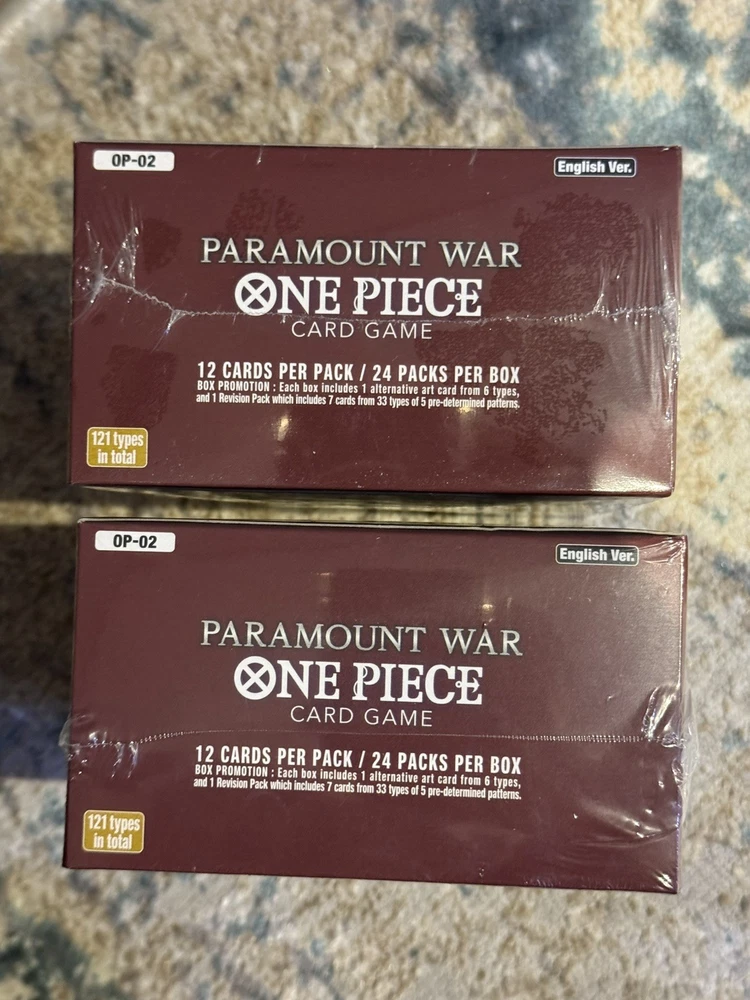 OP-02
English Ver.
PARAMOUNT WAR
ONE PIECE
CARD GAME
12 CARDS PER PACK / 24 PACKS PER BOX
BOX PROMOTION : Each box includes 1 alternative art card from 6 types,
and 1 Revision Pack which includes 7 cards from 33 types of 5 pre-determined patterns.
121 types
in total
OP-02
English Ver.
PARAMOUNT WAR
ONE PIECE
CARD GAME
12 CARDS PER PACK / 24 PACKS PER BOX
BOX PROMOTION : Each box includes 1 alternative art card from 6 types,
and 1 Revision Pack which includes 7 cards from 33 types of 5 pre-determined patterns.
121 types
in total